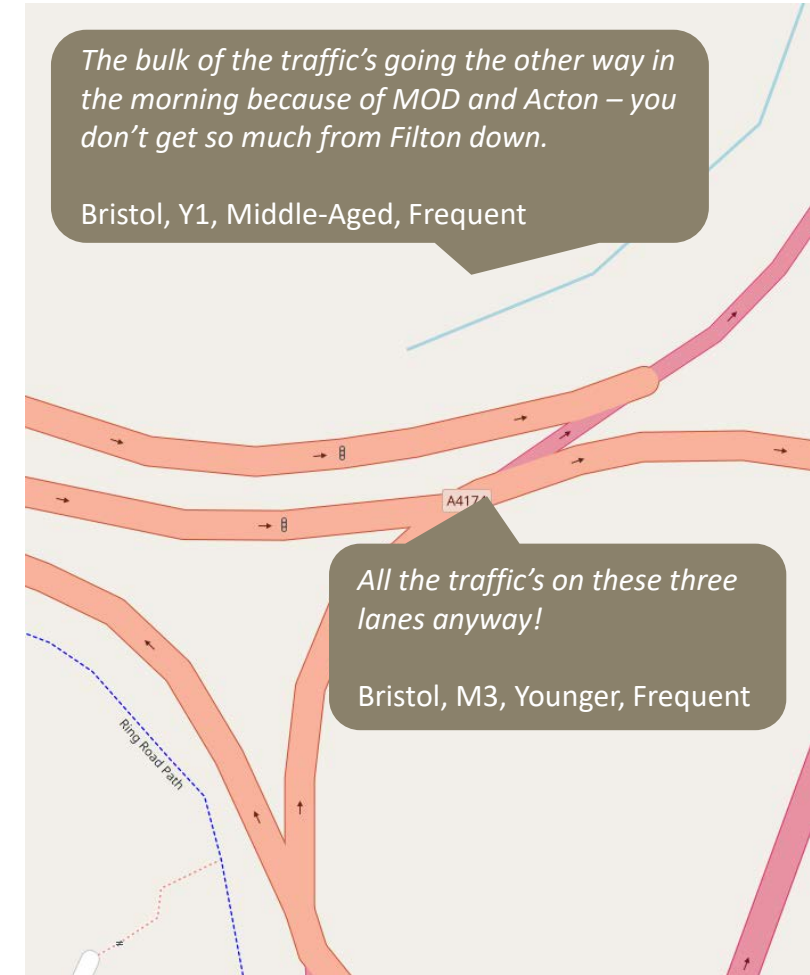 The bulk of the traffic’s going the other way in
the morning because of MOD and Acton – you
don’t get so much from Filton down.
Bristol, Y1, Middle-Aged, Frequent
A4174
All the traffic’s on these three
lanes anyway!
Bristol, M3, Younger, Frequent
Ring Road Path